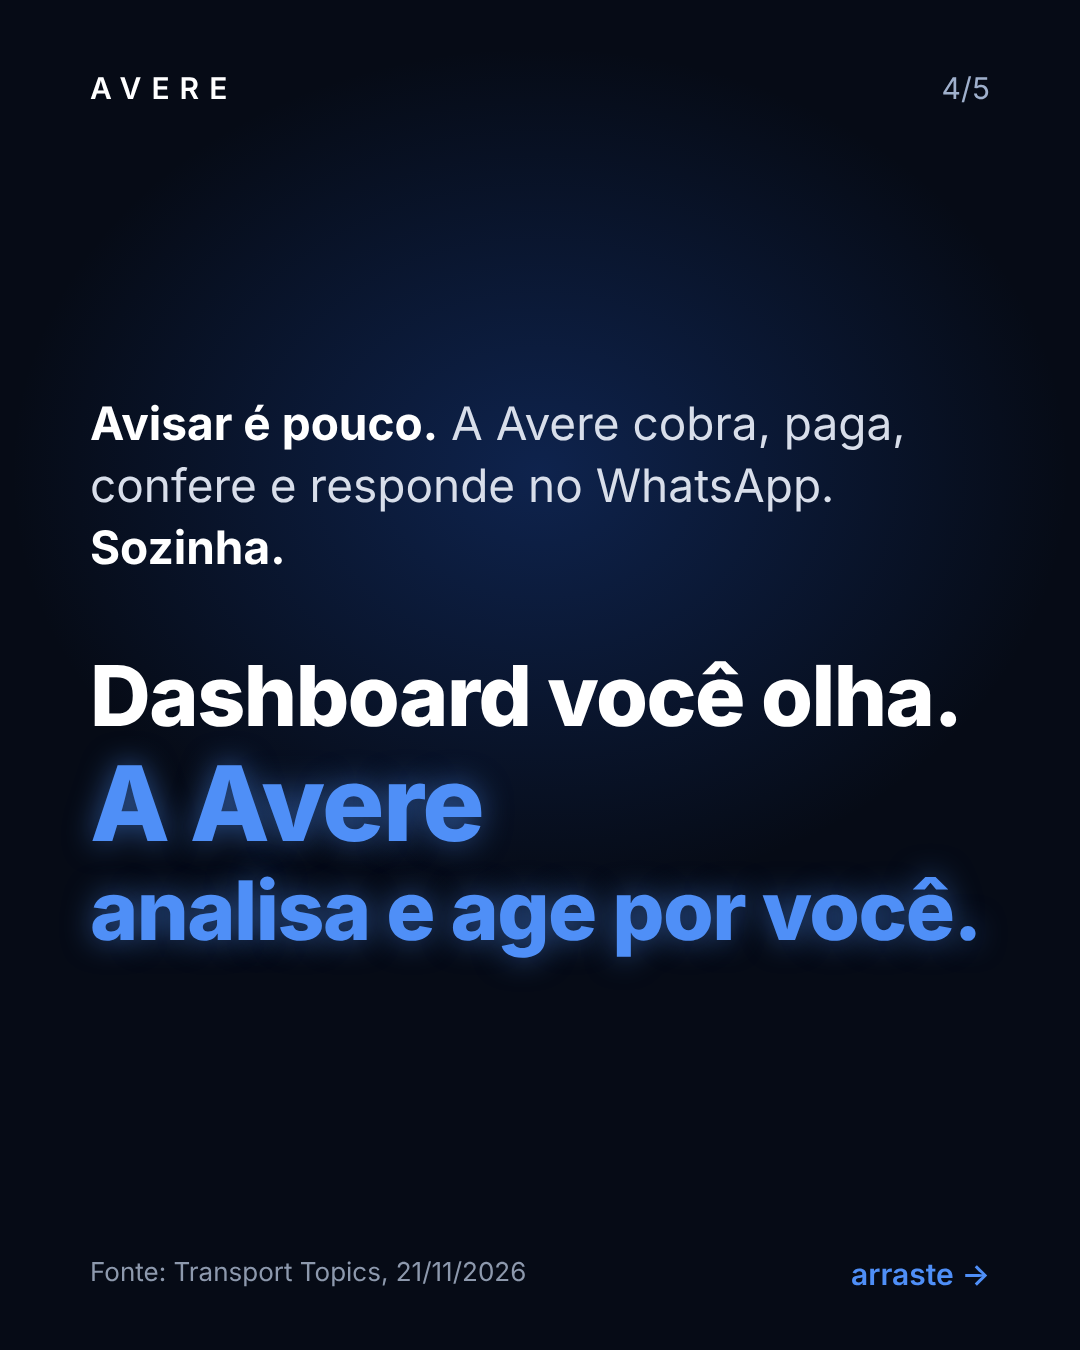 AVERE
4/5
Avisar é pouco. A Avere cobra, paga,
confere e responde no WhatsApp.
Sozinha.
Dashboard você olha.
A Avere
analisa e age por você.
Fonte: Transport Topics, 21/11/2026
arraste →